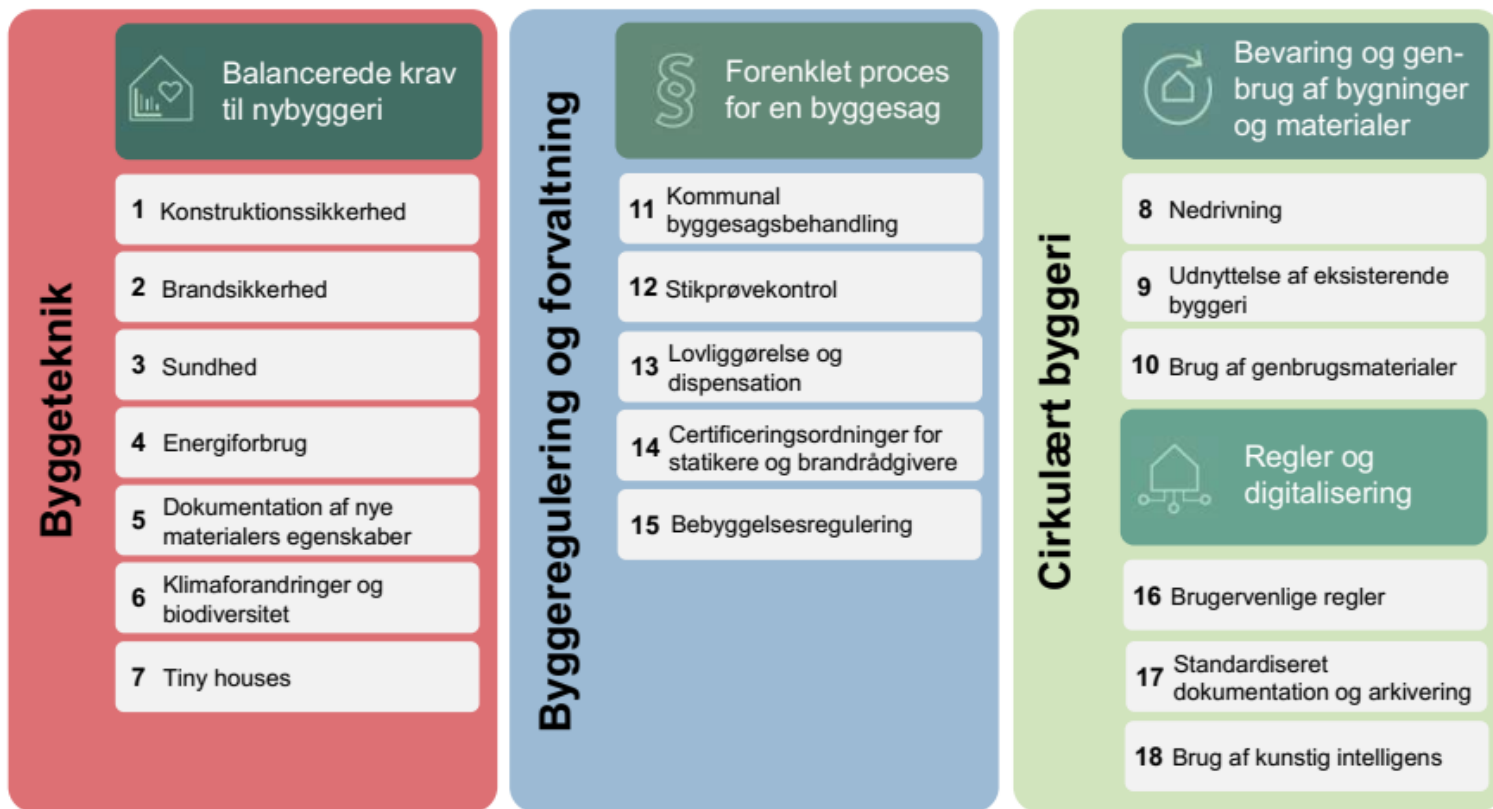 Byggeteknik
Balancerede krav
til nybyggeri
1 Konstruktionssikkerhed
2 Brandsikkerhed
3 Sundhed
4 Energiforbrug
5 Dokumentation af nye
materialers egenskaber
6 Klimaforandringer og
biodiversitet
7 Tiny houses
Byggeregulering og forvaltning
§ Forenklet proces
for en byggesag
11 Kommunal
byggesagsbehandling
12 Stikprøvekontrol
13 Lovliggørelse og
dispensation
14 Certificeringsordninger for
statikere og brandrådgivere
15 Bebyggelsesregulering
Cirkulært byggeri
Bevaring og gen-
brug af bygninger
og materialer
8 Nedrivning
9 Udnyttelse af eksisterende
byggeri
10 Brug af genbrugsmaterialer
Regler og
digitalisering
16 Brugervenlige regler
17 Standardiseret
dokumentation og arkivering
18 Brug af kunstig intelligens